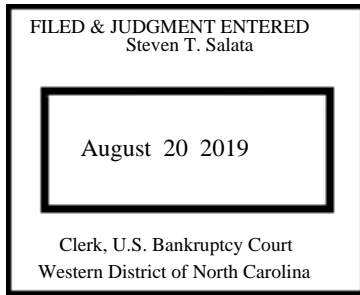 FILED & JUDGMENT ENTERED
Steven T. Salata
August 20 2019
Clerk, U.S. Bankruptcy Court
Western District of North Carolina